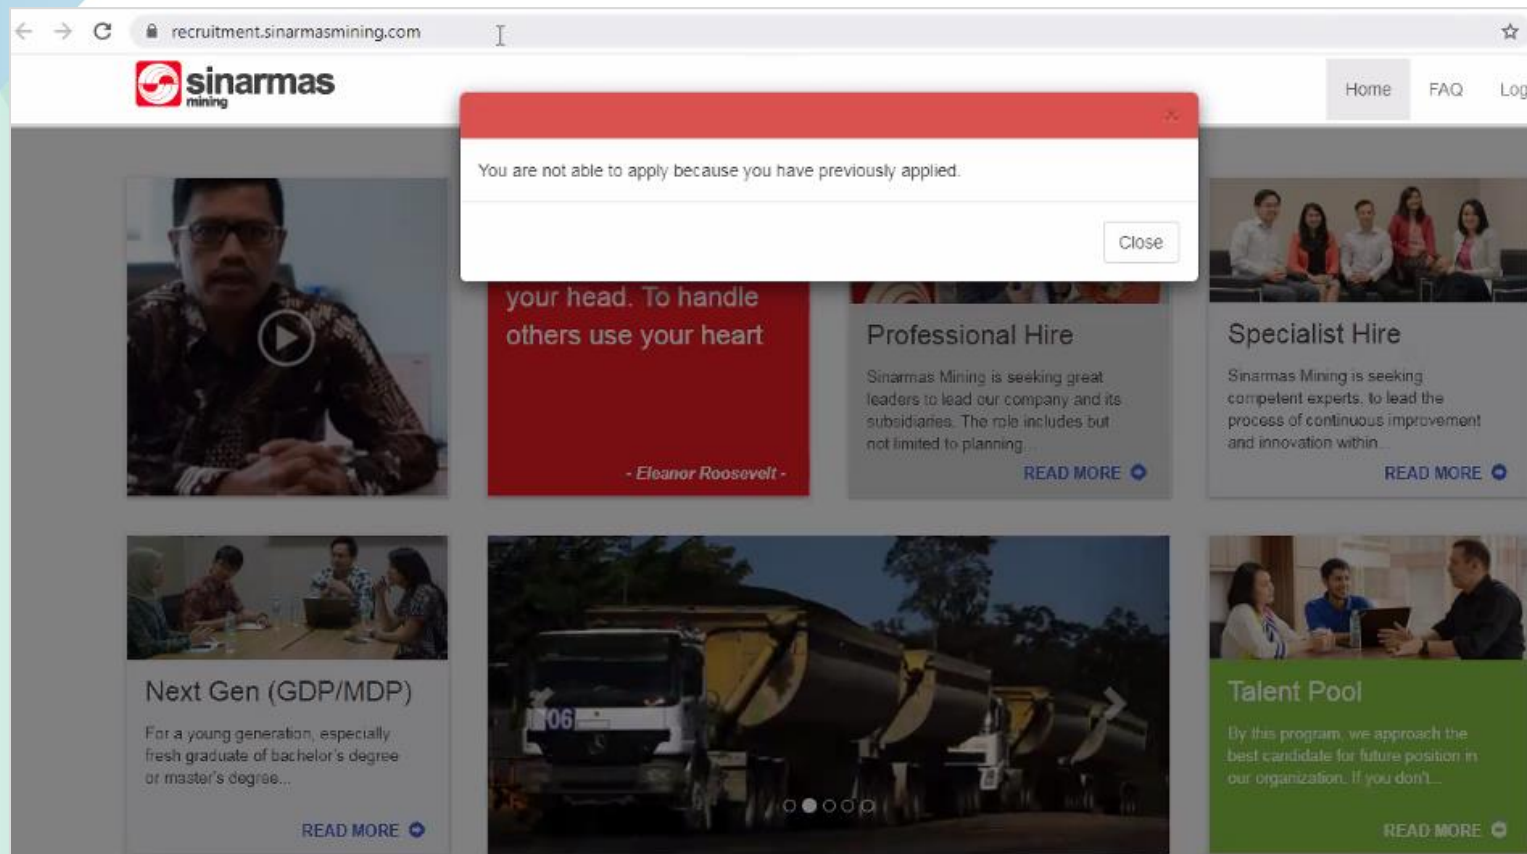 recruitment.sinarmasmining.com
sinarmas
mining
Home
FAQ
Log
You are not able to apply because you have previously applied.
Close
your head. To handle
others use your heart
- Eleanor Roosevelt -
Professional Hire
Sinarmas Mining is seeking great
leaders to lead our company and its
subsidiaries. The role includes but
not limited to planning...
READ MORE
Specialist Hire
Sinarmas Mining is seeking
competent experts, to lead the
process of continuous improvement
and innovation within...
READ MORE
Next Gen (GDP/MDP)
For a young generation, especially
fresh graduate of bachelor's degree
or master's degree...
READ MORE
06
Talent Pool
By this program, we approach the
best candidate for future position in
our organization. If you don't...
READ MORE